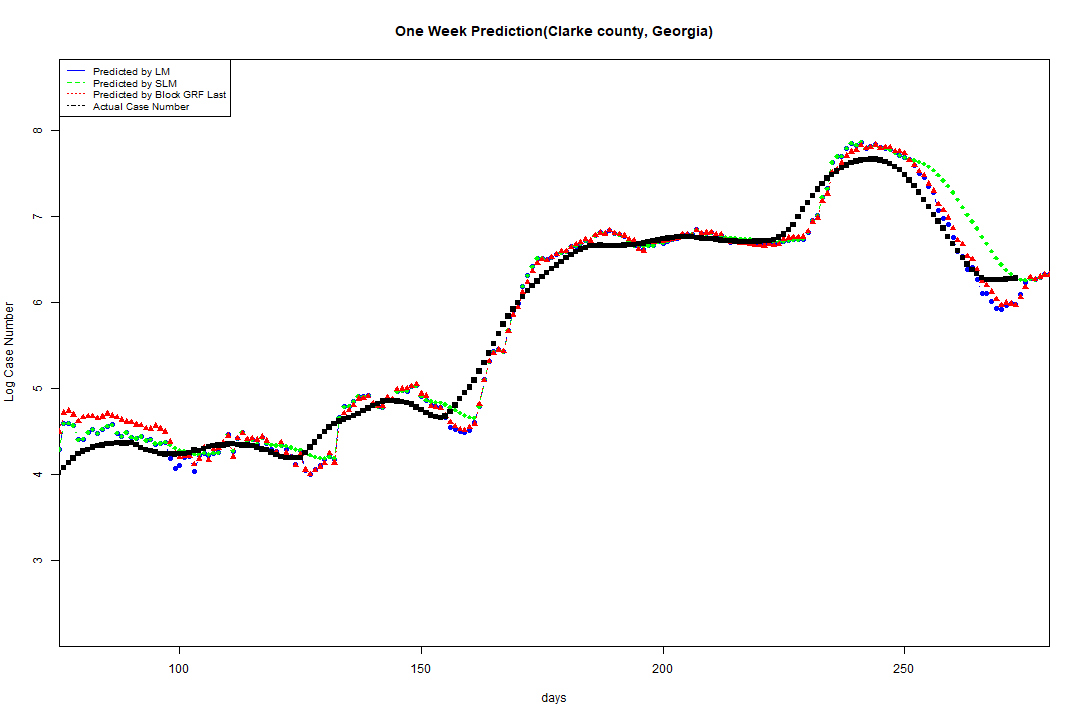 One Week Prediction(Clarke county, Georgia)
Predicted by LM
Predicted by SLM
Predicted by Block GRF Last
Actual Case Number
8
7
6
5
4
3
Log Case Number
100 150 200 250
days